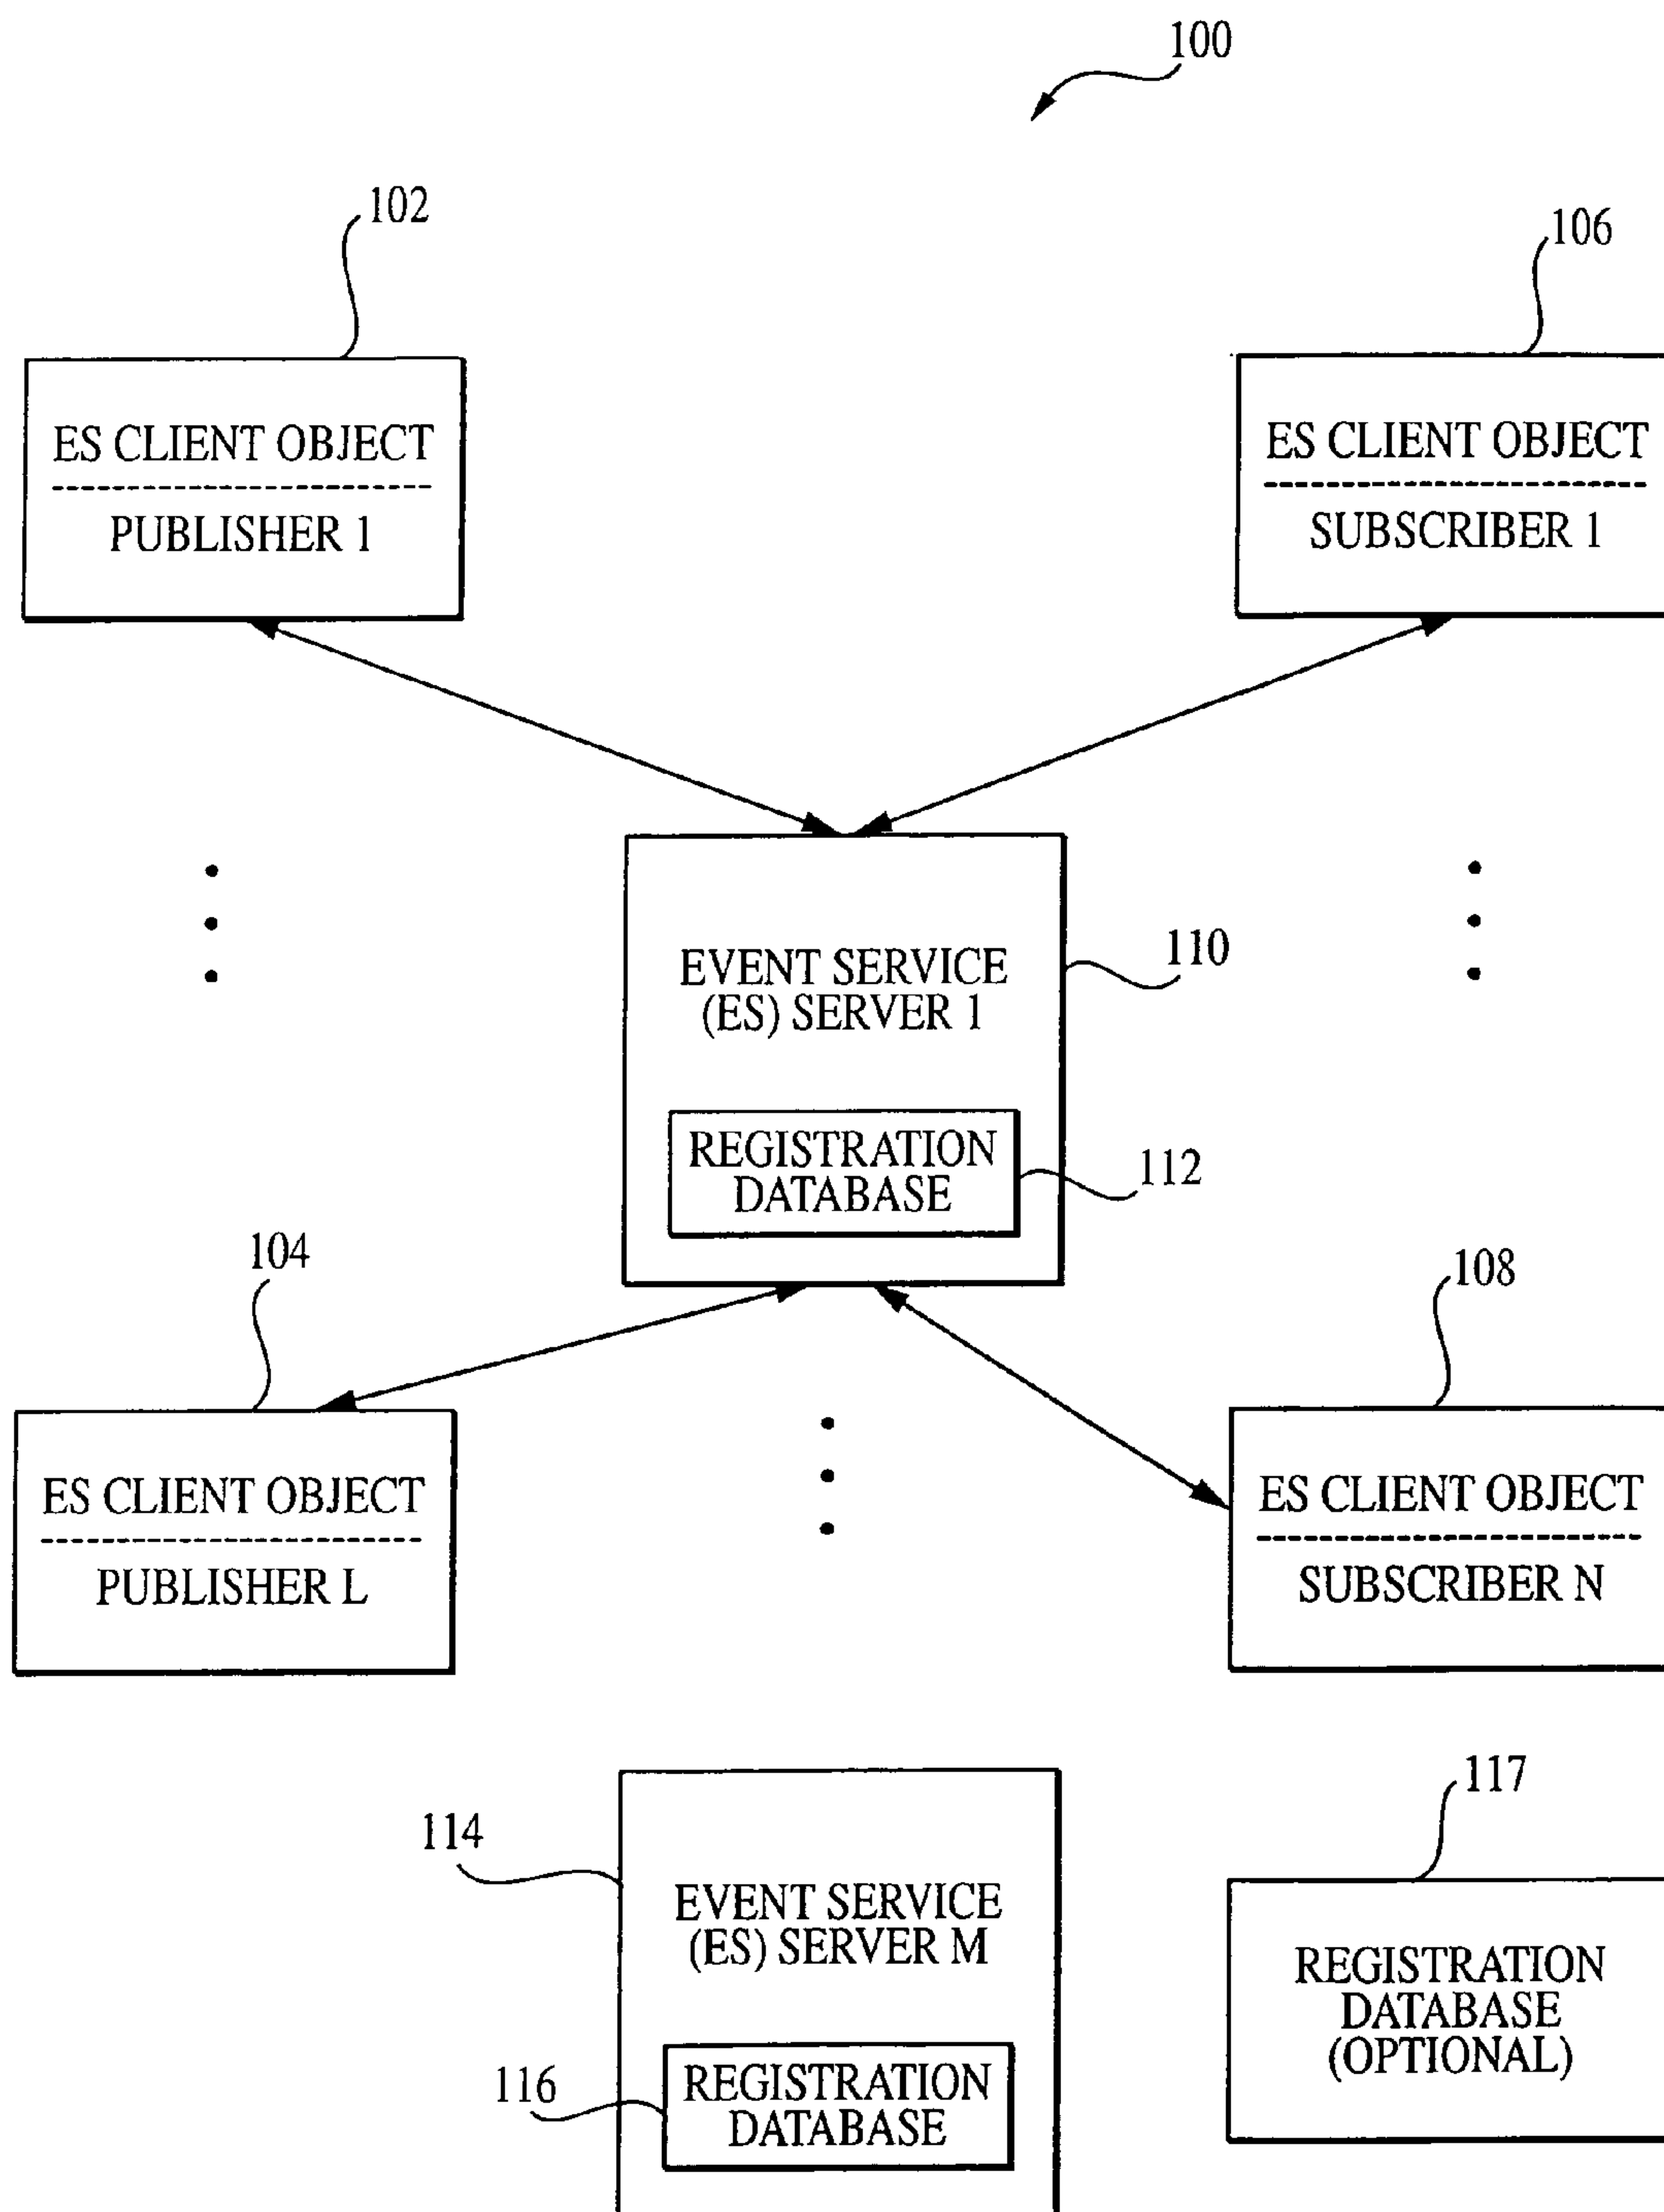 100
102
106
ES CLIENT OBJECT
PUBLISHER 1
ES CLIENT OBJECT
SUBSCRIBER 1
EVENT SERVICE
(ES) SERVER 1
110
REGISTRATION
DATABASE
112
104
108
ES CLIENT OBJECT
PUBLISHER L
ES CLIENT OBJECT
SUBSCRIBER N
117
114
EVENT SERVICE
(ES) SERVER M
REGISTRATION
DATABASE
(OPTIONAL)
116
REGISTRATION
DATABASE